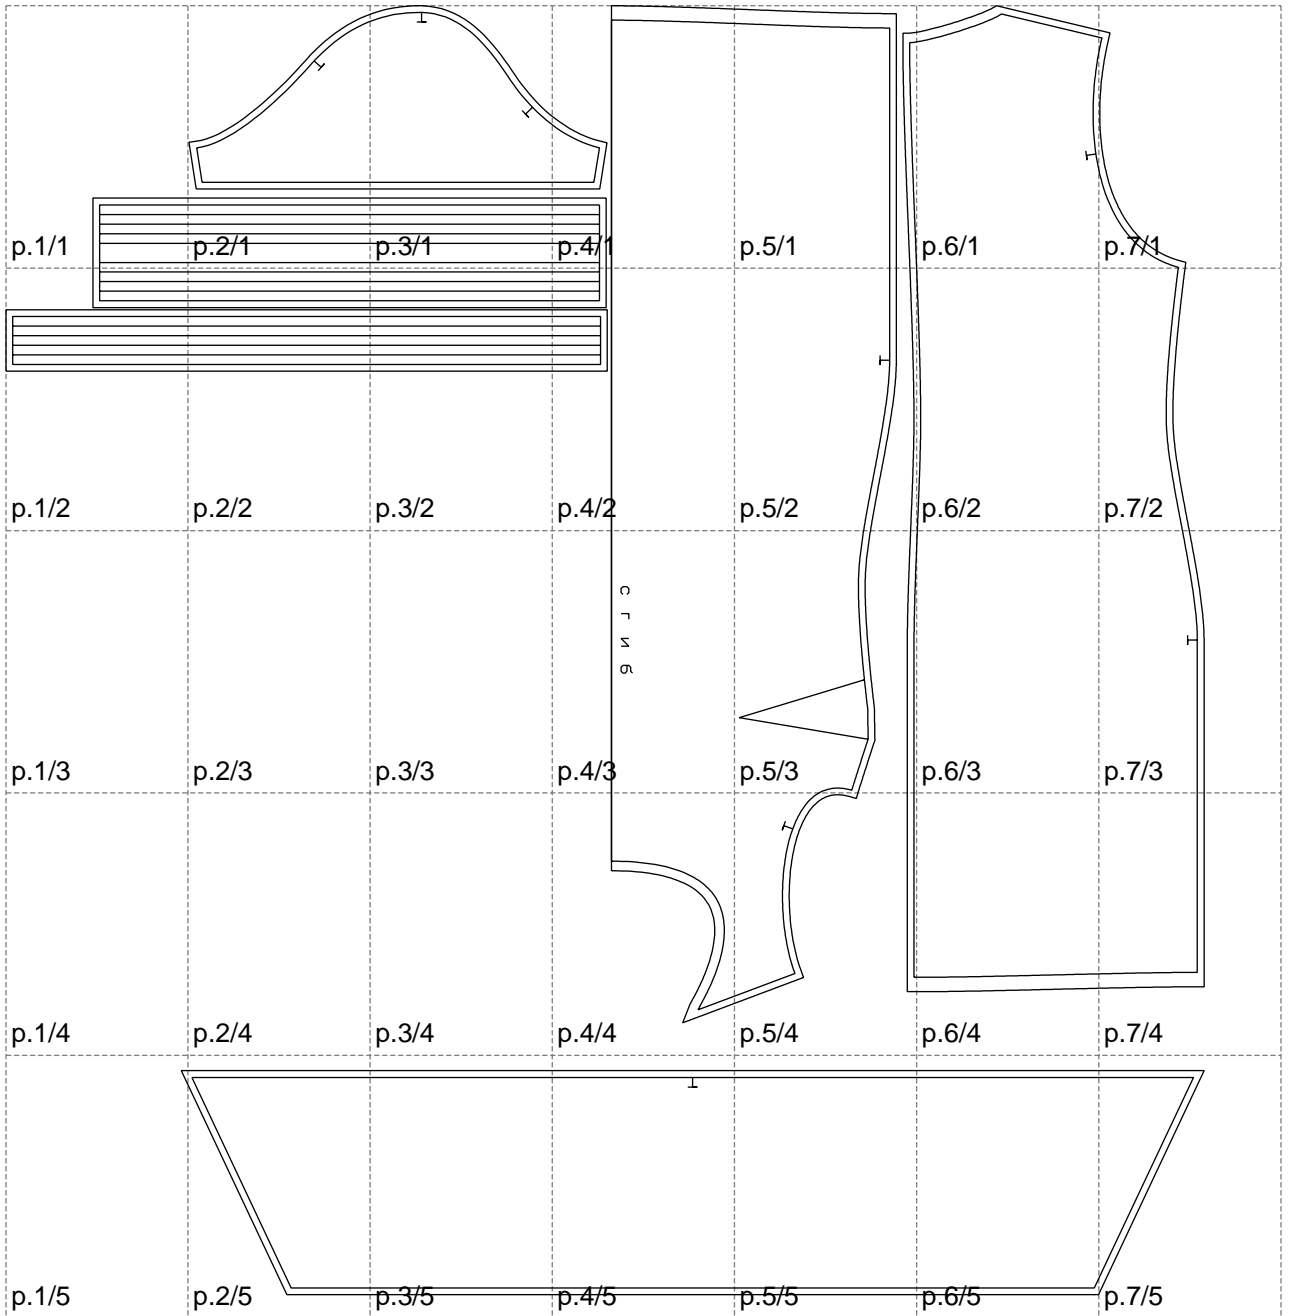 p.1/1 p.2/1 p.3/1 p.4/1 p.5/1 p.6/1 p.7/1
p.1/2 p.2/2 p.3/2 p.4/2 p.5/2 p.6/2 p.7/2
сгиб
p.1/3 p.2/3 p.3/3 p.4/3 p.5/3 p.6/3 p.7/3
p.1/4 p.2/4 p.3/4 p.4/4 p.5/4 p.6/4 p.7/4
p.1/5 p.2/5 p.3/5 p.4/5 p.5/5 p.6/5 p.7/5